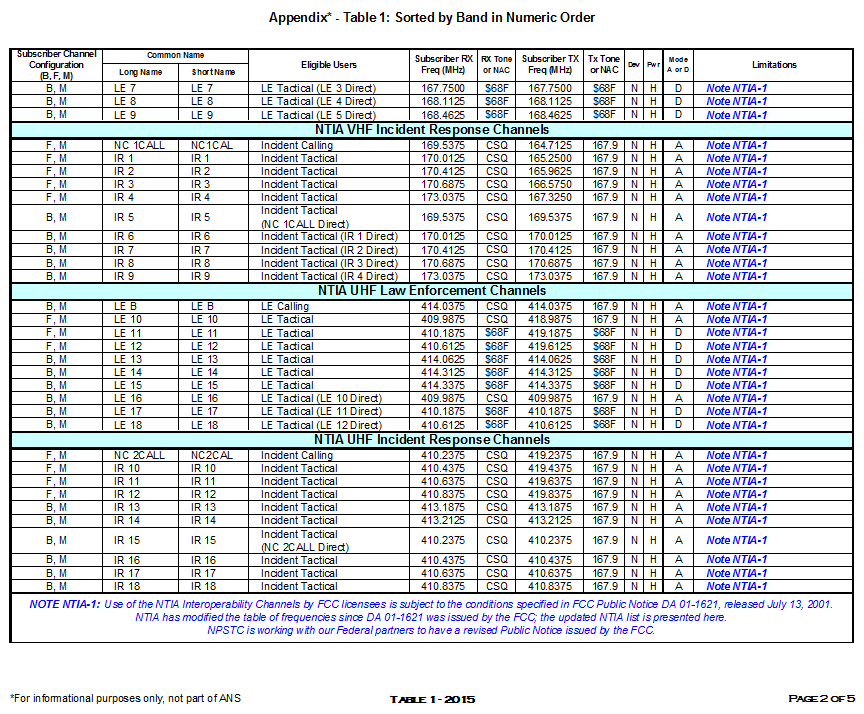 Appendix* - Table 1: Sorted by Band in Numeric Order
Subscriber Channel Configuration (B, F, M) Common Name Long Name Short Name Eligible Users Subscriber RX Freq (MHz) RX Tone or NAC Subscriber TX Freq (MHz) Tx Tone or NAC Dev Pwr Mode A or D Limitations
B, M LE 7 LE 7 LE Tactical (LE 3 Direct) 167.7500 $68F 167.7500 $68F N H D Note NTIA-1
B, M LE 8 LE 8 LE Tactical (LE 4 Direct) 168.1125 $68F 168.1125 $68F N H D Note NTIA-1
B, M LE 9 LE 9 LE Tactical (LE 5 Direct) 168.4625 $68F 168.4625 $68F N H D Note NTIA-1
NTIA VHF Incident Response Channels
F, M NC 1CALL NC1CAL Incident Calling 169.5375 CSQ 164.7125 167.9 N H A Note NTIA-1
F, M IR 1 IR 1 Incident Tactical 170.0125 CSQ 165.2500 167.9 N H A Note NTIA-1
F, M IR 2 IR 2 Incident Tactical 170.4125 CSQ 165.9625 167.9 N H A Note NTIA-1
F, M IR 3 IR 3 Incident Tactical 170.6875 CSQ 166.5750 167.9 N H A Note NTIA-1
F, M IR 4 IR 4 Incident Tactical 173.0375 CSQ 167.3250 167.9 N H A Note NTIA-1
B, M IR 5 IR 5 Incident Tactical (NC 1CALL Direct) 169.5375 CSQ 169.5375 167.9 N H A Note NTIA-1
B, M IR 6 IR 6 Incident Tactical (IR 1 Direct) 170.0125 CSQ 170.0125 167.9 N H A Note NTIA-1
B, M IR 7 IR 7 Incident Tactical (IR 2 Direct) 170.4125 CSQ 170.4125 167.9 N H A Note NTIA-1
B, M IR 8 IR 8 Incident Tactical (IR 3 Direct) 170.6875 CSQ 170.6875 167.9 N H A Note NTIA-1
B, M IR 9 IR 9 Incident Tactical (IR 4 Direct) 173.0375 CSQ 173.0375 167.9 N H A Note NTIA-1
NTIA UHF Law Enforcement Channels
B, M LE B LE B LE Calling 414.0375 CSQ 414.0375 167.9 N H A Note NTIA-1
F, M LE 10 LE 10 LE Tactical 409.9875 CSQ 418.9875 167.9 N H A Note NTIA-1
F, M LE 11 LE 11 LE Tactical 410.1875 $68F 419.1875 $68F N H D Note NTIA-1
F, M LE 12 LE 12 LE Tactical 410.6125 $68F 419.6125 $68F N H D Note NTIA-1
B, M LE 13 LE 13 LE Tactical 414.0625 $68F 414.0625 $68F N H D Note NTIA-1
B, M LE 14 LE 14 LE Tactical 414.3125 $68F 414.3125 $68F N H D Note NTIA-1
B, M LE 15 LE 15 LE Tactical 414.3375 $68F 414.3375 $68F N H D Note NTIA-1
B, M LE 16 LE 16 LE Tactical (LE 10 Direct) 409.9875 CSQ 409.9875 167.9 N H A Note NTIA-1
B, M LE 17 LE 17 LE Tactical (LE 11 Direct) 410.1875 $68F 410.1875 $68F N H D Note NTIA-1
B, M LE 18 LE 18 LE Tactical (LE 12 Direct) 410.6125 $68F 410.6125 $68F N H D Note NTIA-1
NTIA UHF Incident Response Channels
F, M NC 2CALL NC2CAL Incident Calling 410.2375 CSQ 419.2375 167.9 N H A Note NTIA-1
F, M IR 10 IR 10 Incident Tactical 410.4375 CSQ 419.4375 167.9 N H A Note NTIA-1
F, M IR 11 IR 11 Incident Tactical 410.6375 CSQ 419.6375 167.9 N H A Note NTIA-1
F, M IR 12 IR 12 Incident Tactical 410.8375 CSQ 419.8375 167.9 N H A Note NTIA-1
B, M IR 13 IR 13 Incident Tactical 413.1875 CSQ 413.1875 167.9 N H A Note NTIA-1
B, M IR 14 IR 14 Incident Tactical 413.2125 CSQ 413.2125 167.9 N H A Note NTIA-1
B, M IR 15 IR 15 Incident Tactical (NC 2CALL Direct) 410.2375 CSQ 410.2375 167.9 N H A Note NTIA-1
B, M IR 16 IR 16 Incident Tactical 410.4375 CSQ 410.4375 167.9 N H A Note NTIA-1
B, M IR 17 IR 17 Incident Tactical 410.6375 CSQ 410.6375 167.9 N H A Note NTIA-1
B, M IR 18 IR 18 Incident Tactical 410.8375 CSQ 410.8375 167.9 N H A Note NTIA-1
NOTE NTIA-1: Use of the NTIA Interoperability Channels by FCC licensees is subject to the conditions specified in FCC Public Notice DA 01-1621, released July 13, 2001.
NTIA has modified the table of frequencies since DA 01-1621 was issued by the FCC; the updated NTIA list is presented here.
NPSTC is working with our Federal partners to have a revised Public Notice issued by the FCC.
*For informational purposes only, not part of ANS TABLE 1 - 2015 PAGE 2 OF 5